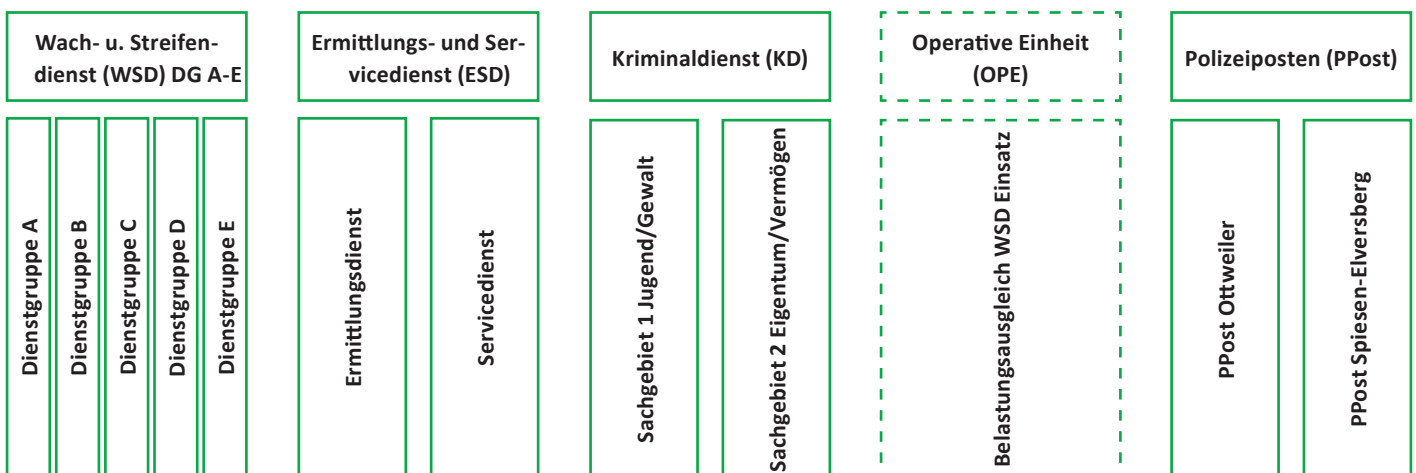 Wach- u. Streifen-
dienst (WSD) DG A-E
Ermittlungs- und Ser-
vicedienst (ESD)
Kriminaldienst (KD)
Operative Einheit
(OPE)
Polizeiposten (PPost)
Dienstgruppe A
Dienstgruppe B
Dienstgruppe C
Dienstgruppe D
Dienstgruppe E
Ermittlungsdienst
Servicedienst
Sachgebiet 1 Jugend/Gewalt
Sachgebiet 2 Eigentum/Vermögen
Belastungsausgleich WSD Einsatz
PPost Ottweiler
PPost Spiesen-Elversberg